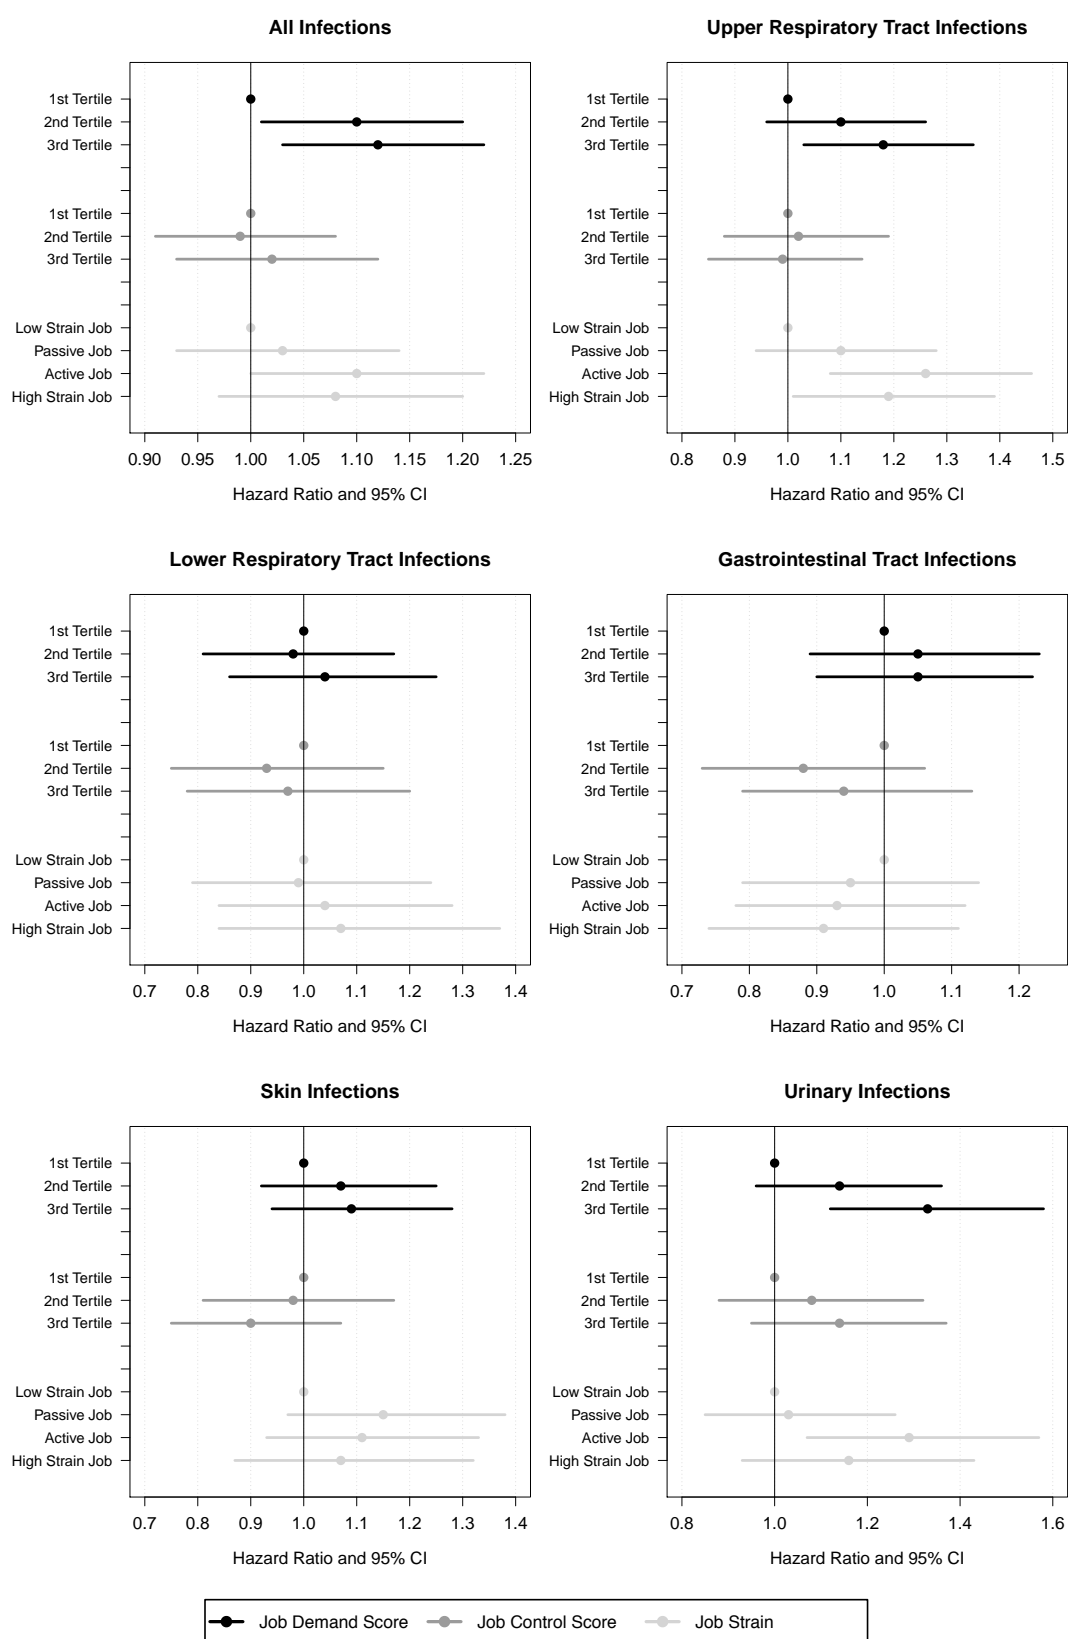 All Infections
1st Tertile
2nd Tertile
3rd Tertile
1st Tertile
2nd Tertile
3rd Tertile
Low Strain Job
Passive Job
Active Job
High Strain Job
0.90 0.95 1.00 1.05 1.10 1.15 1.20 1.25
Hazard Ratio and 95% CI
Upper Respiratory Tract Infections
1st Tertile
2nd Tertile
3rd Tertile
1st Tertile
2nd Tertile
3rd Tertile
Low Strain Job
Passive Job
Active Job
High Strain Job
0.8 0.9 1.0 1.1 1.2 1.3 1.4 1.5
Hazard Ratio and 95% CI
Lower Respiratory Tract Infections
1st Tertile
2nd Tertile
3rd Tertile
1st Tertile
2nd Tertile
3rd Tertile
Low Strain Job
Passive Job
Active Job
High Strain Job
0.7 0.8 0.9 1.0 1.1 1.2 1.3 1.4
Hazard Ratio and 95% CI
Gastrointestinal Tract Infections
1st Tertile
2nd Tertile
3rd Tertile
1st Tertile
2nd Tertile
3rd Tertile
Low Strain Job
Passive Job
Active Job
High Strain Job
0.7 0.8 0.9 1.0 1.1 1.2
Hazard Ratio and 95% CI
Skin Infections
1st Tertile
2nd Tertile
3rd Tertile
1st Tertile
2nd Tertile
3rd Tertile
Low Strain Job
Passive Job
Active Job
High Strain Job
0.7 0.8 0.9 1.0 1.1 1.2 1.3 1.4
Hazard Ratio and 95% CI
Urinary Infections
1st Tertile
2nd Tertile
3rd Tertile
1st Tertile
2nd Tertile
3rd Tertile
Low Strain Job
Passive Job
Active Job
High Strain Job
0.8 1.0 1.2 1.4 1.6
Hazard Ratio and 95% CI
Job Demand Score Job Control Score Job Strain